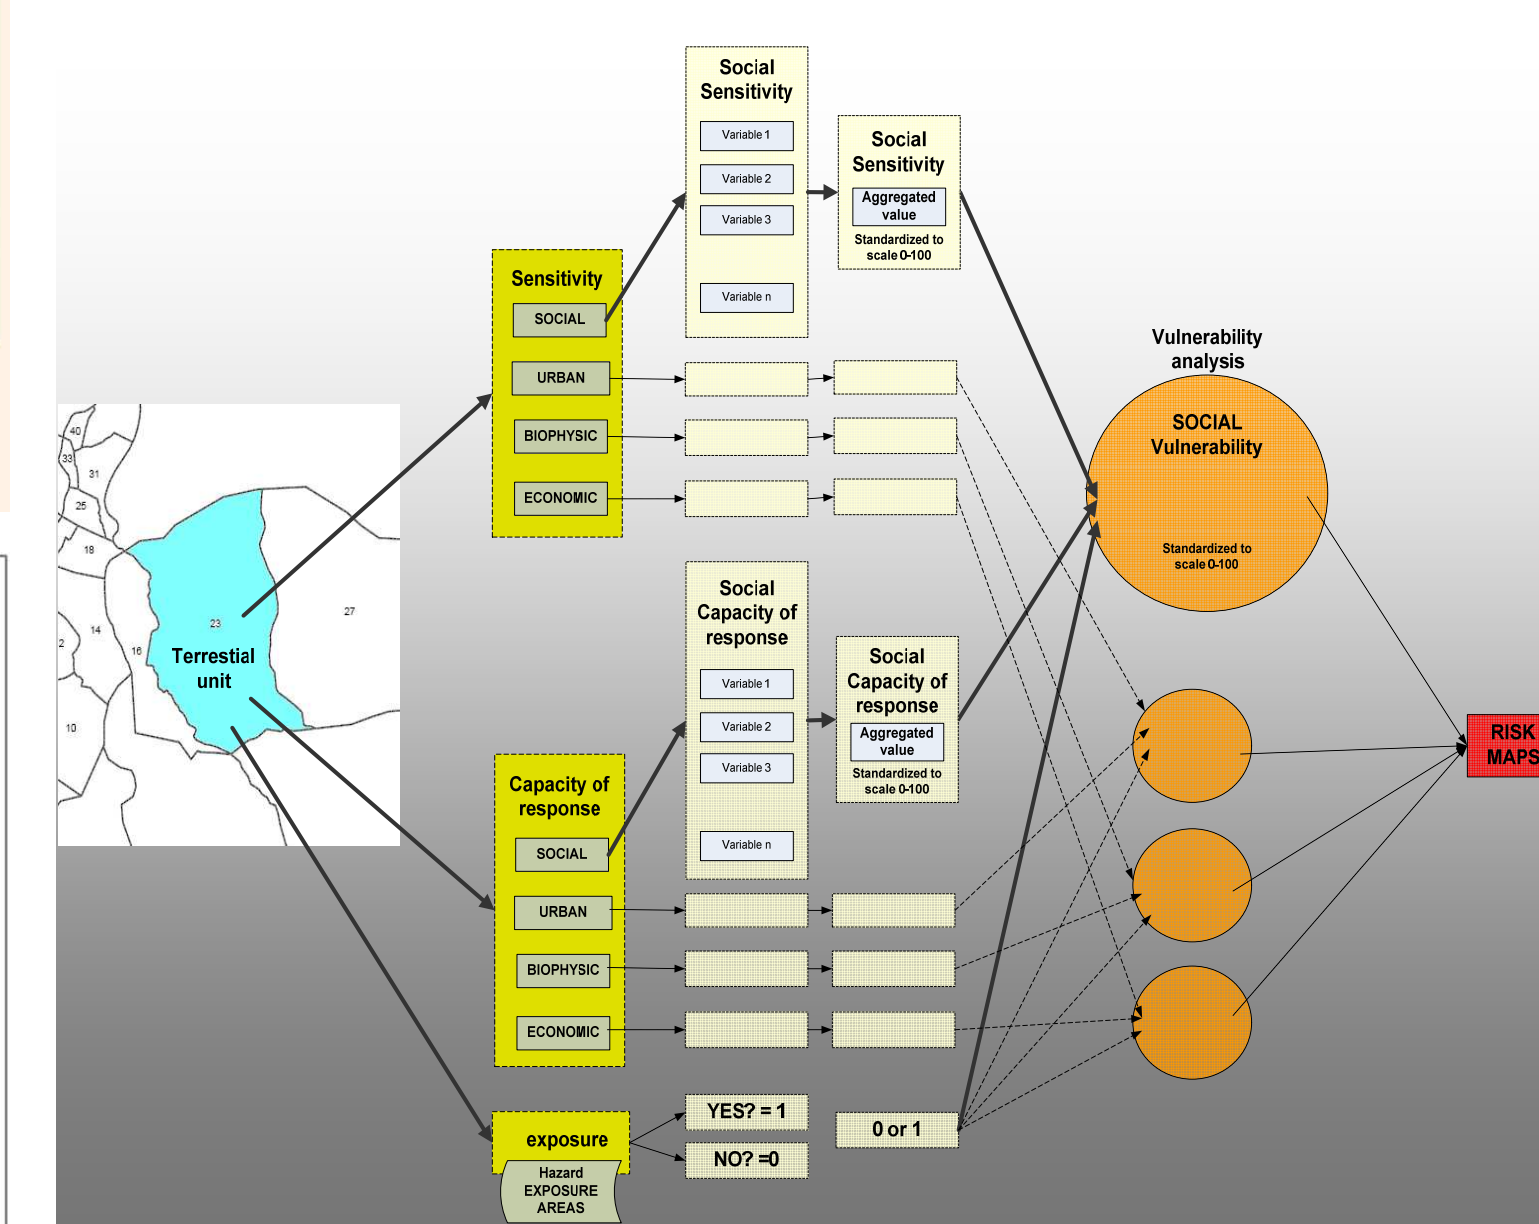 Social
Sensitivity
Variable 1
Variable 2
Variable 3
Variable n
Social
Sensitivity
Aggregated
value
Standardized to
scale 0-100
Sensitivity
SOCIAL
URBAN
BIOPHYSIC
ECONOMIC
Vulnerability
analysis
SOCIAL
Vulnerability
Standardized to
scale 0-100
40
33
31
25
18
23
27
14
2
16
10
Terrestial
unit
Social
Capacity of
response
Variable 1
Variable 2
Variable 3
Variable n
Social
Capacity of
response
Aggregated
value
Standardized to
scale 0-100
Capacity of
response
SOCIAL
URBAN
BIOPHYSIC
ECONOMIC
RISK
MAPS
exposure
Hazard
EXPOSURE
AREAS
YES? = 1
NO? =0
0 or 1